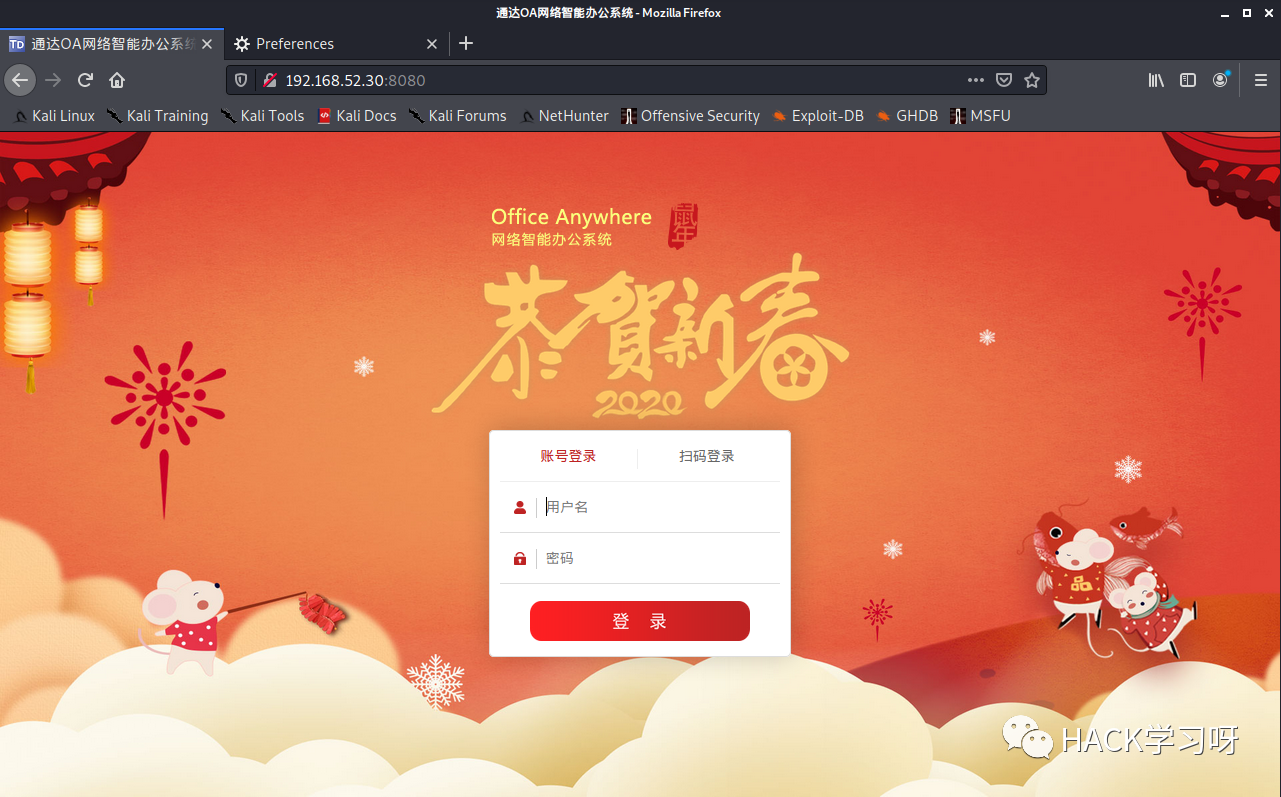 通达OA网络智能办公系统 - Mozilla Firefox
TD 通达OA网络智能办公系统
Preferences
192.168.52.30:8080
Kali Linux Kali Training Kali Tools Kali Docs Kali Forums NetHunter Offensive Security Exploit-DB GHDB MSFU
Office Anywhere
网络智能办公系统
鼠年
恭賀新春
2020
账号登录 扫码登录
用户名
密码
登 录
HACK学习呀